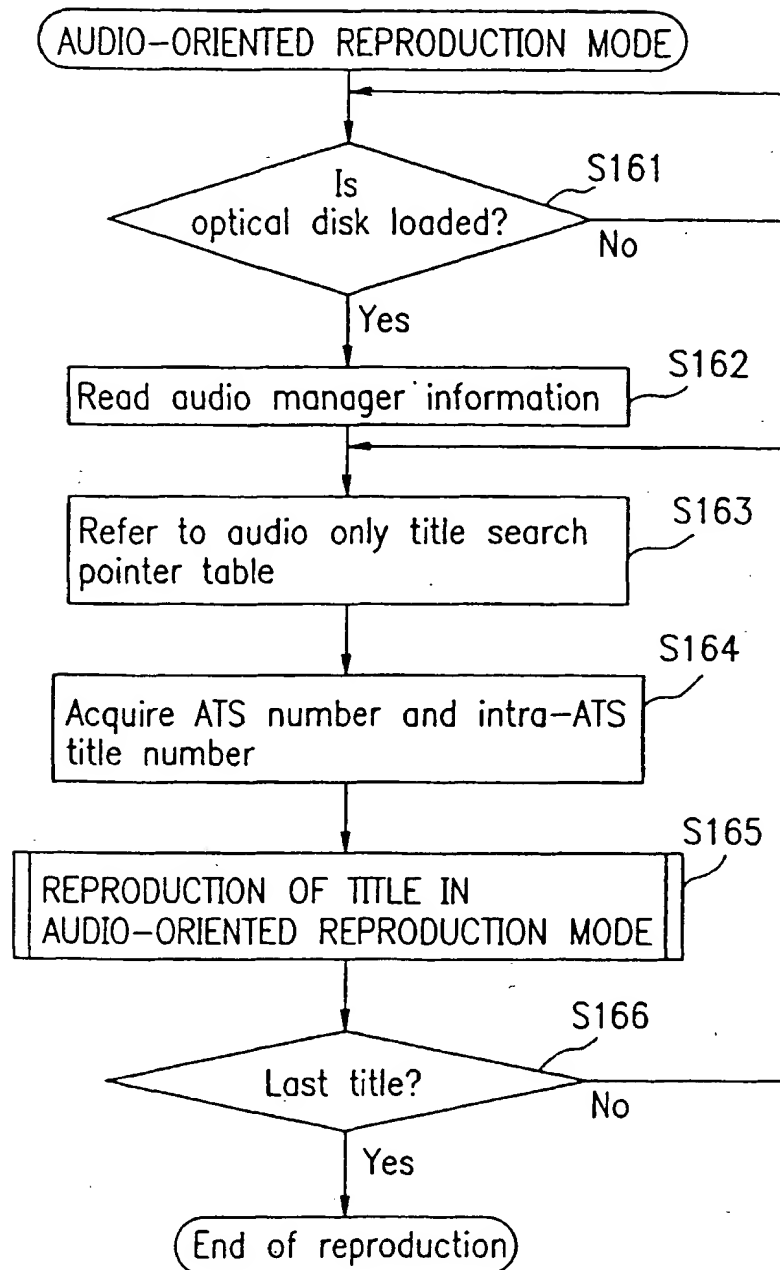 AUDIO-ORIENTED REPRODUCTION MODE
S161
Is
optical disk loaded?
No
Yes
S162
Read audio manager information
S163
Refer to audio only title search
pointer table
S164
Acquire ATS number and intra-ATS
title number
S165
REPRODUCTION OF TITLE IN
AUDIO-ORIENTED REPRODUCTION MODE
S166
Last title?
No
Yes
End of reproduction